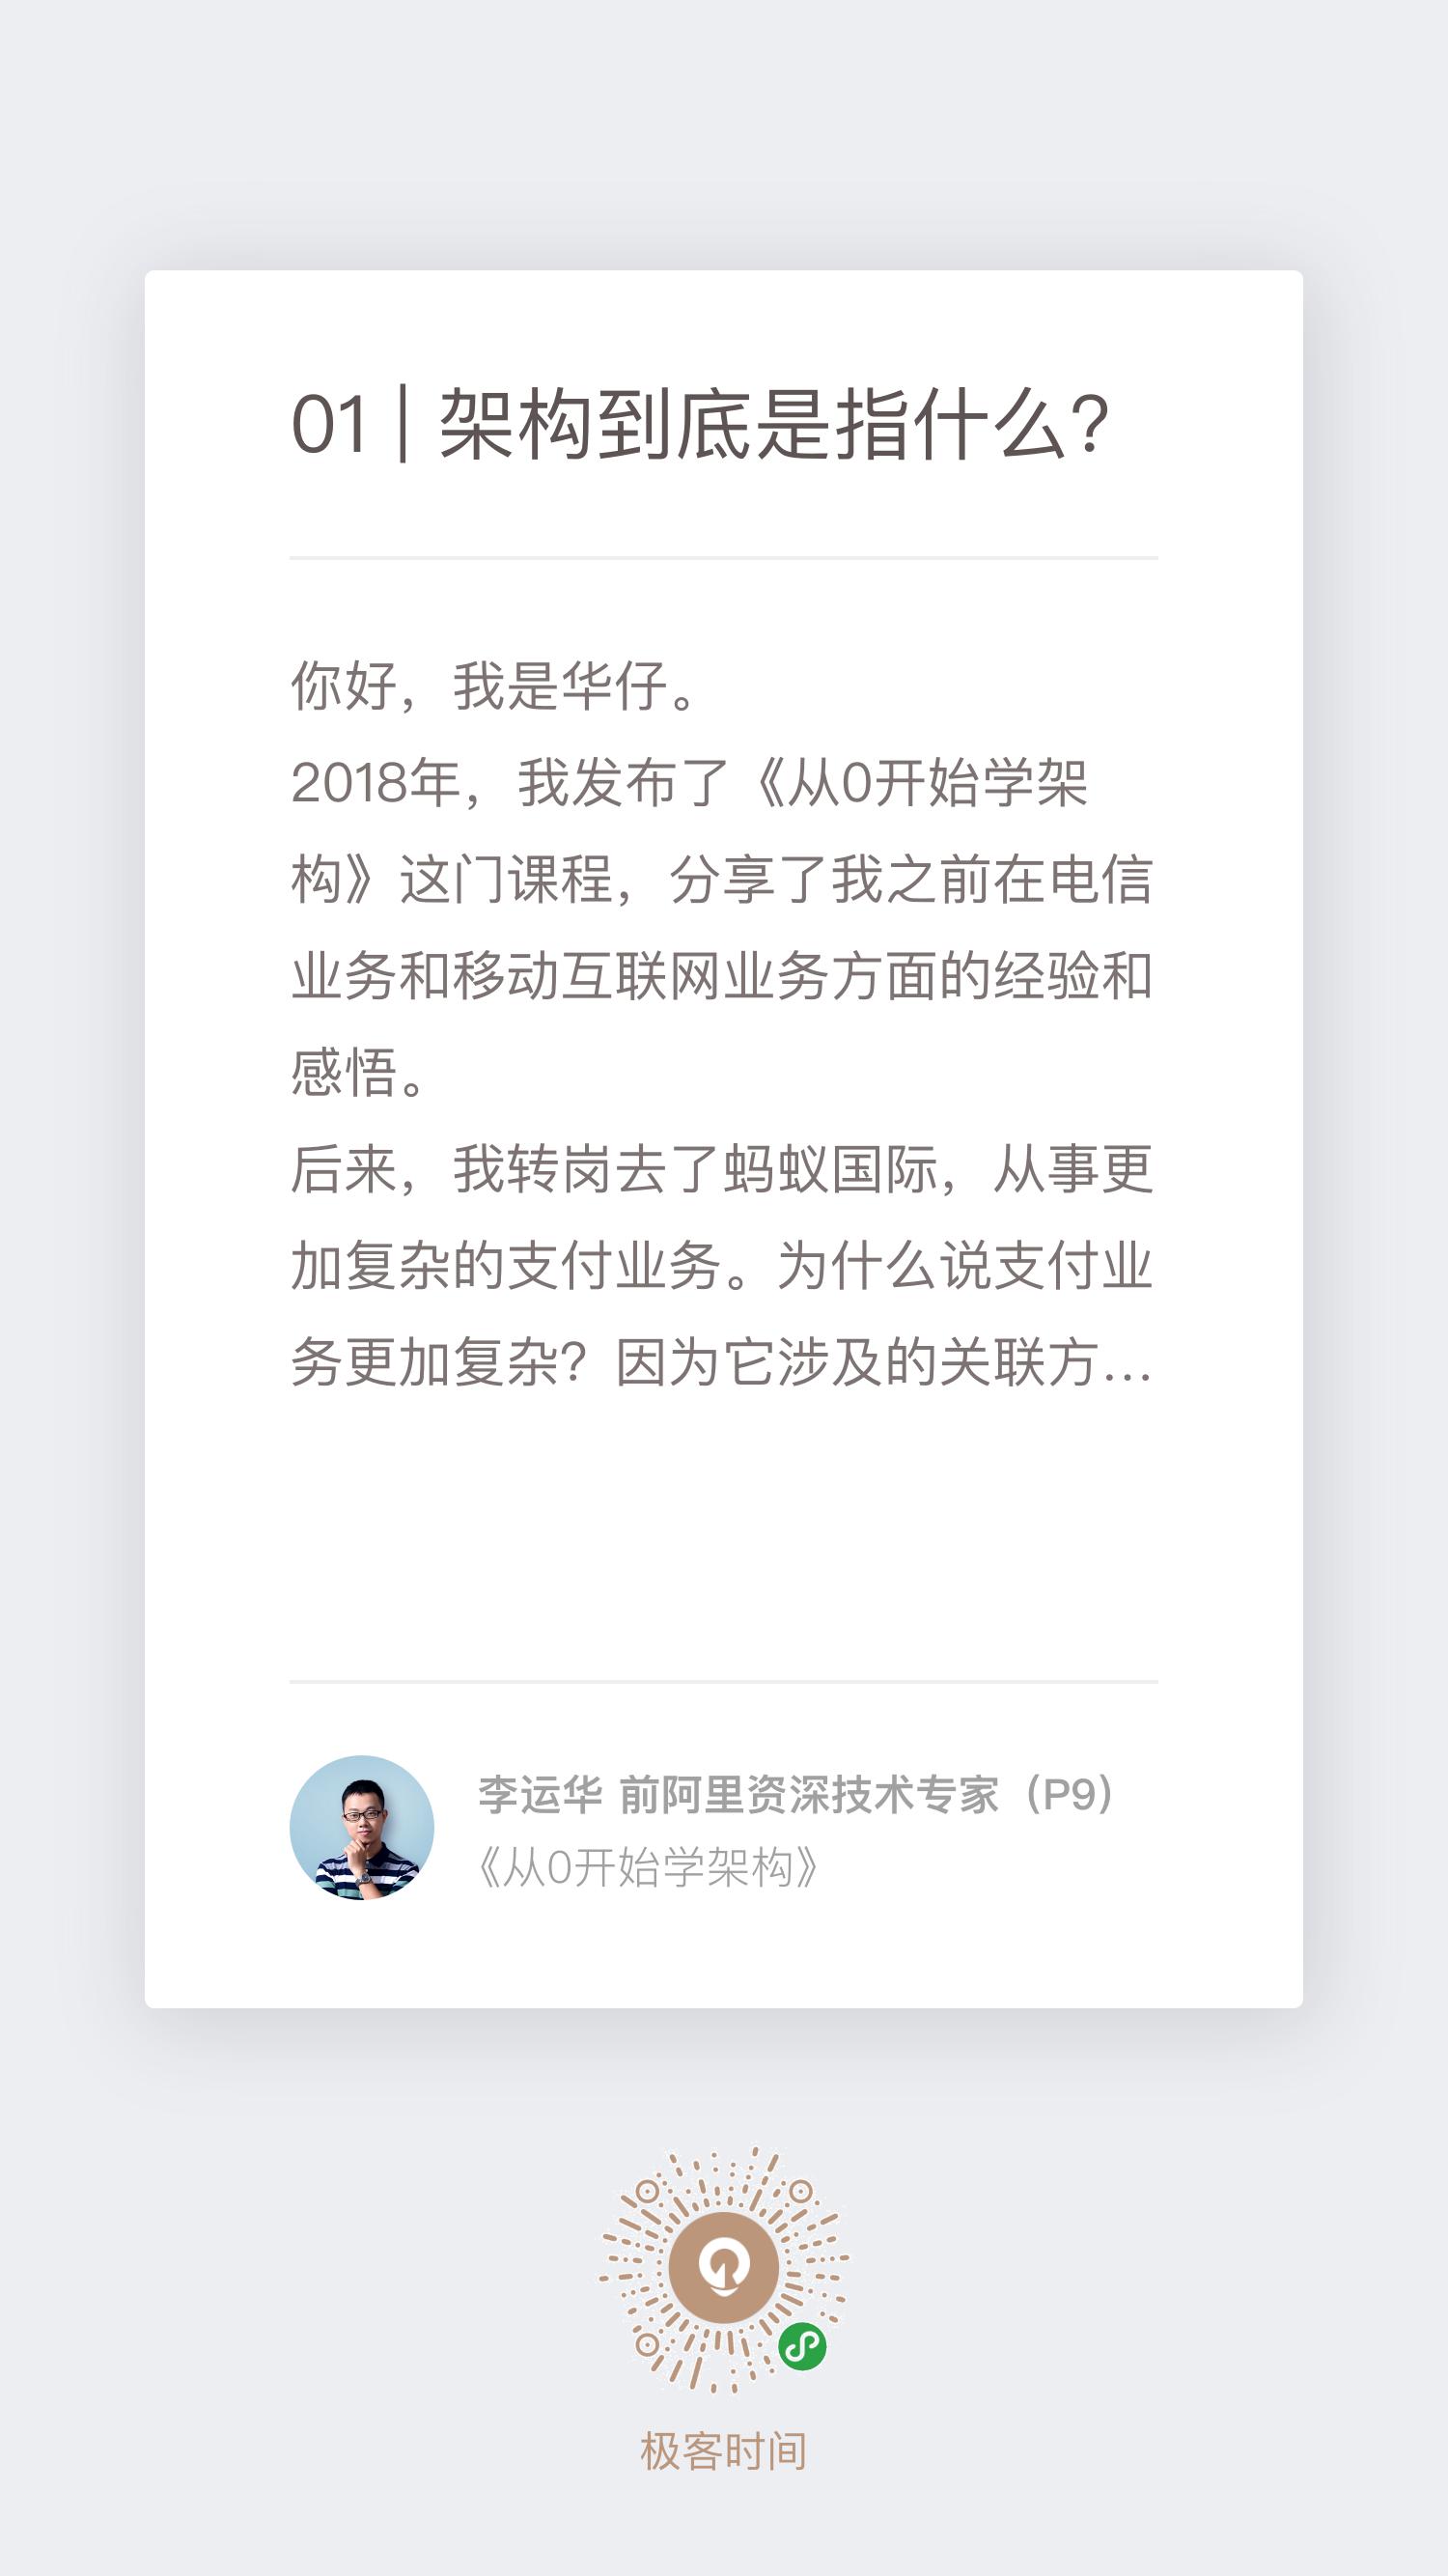 01 | 架构到底是指什么？
你好，我是华仔。
2018年，我发布了《从0开始学架
构》这门课程，分享了我之前在电信
业务和移动互联网业务方面的经验和
感悟。
后来，我转岗去了蚂蚁国际，从事更
加复杂的支付业务。为什么说支付业
务更加复杂？因为它涉及的关联方...
李运华 前阿里资深技术专家（P9）
《从0开始学架构》
极客时间